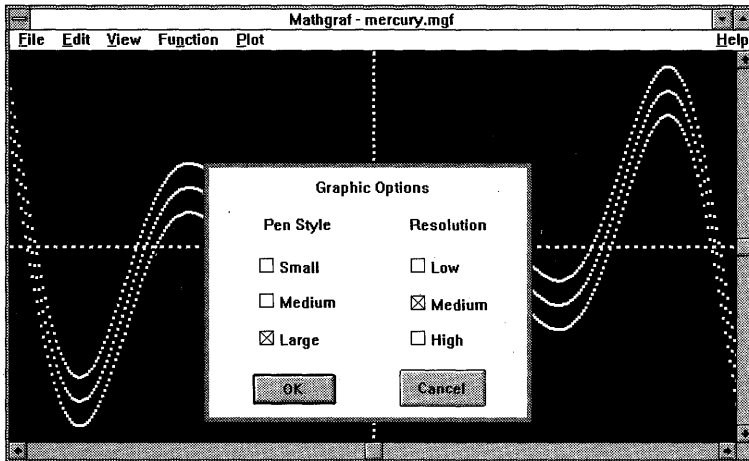 Mathgraf - mercury.mgf
File Edit View Function Plot Help
Graphic Options
Pen Style Resolution
Small Low
Medium Medium
Large High
OK Cancel